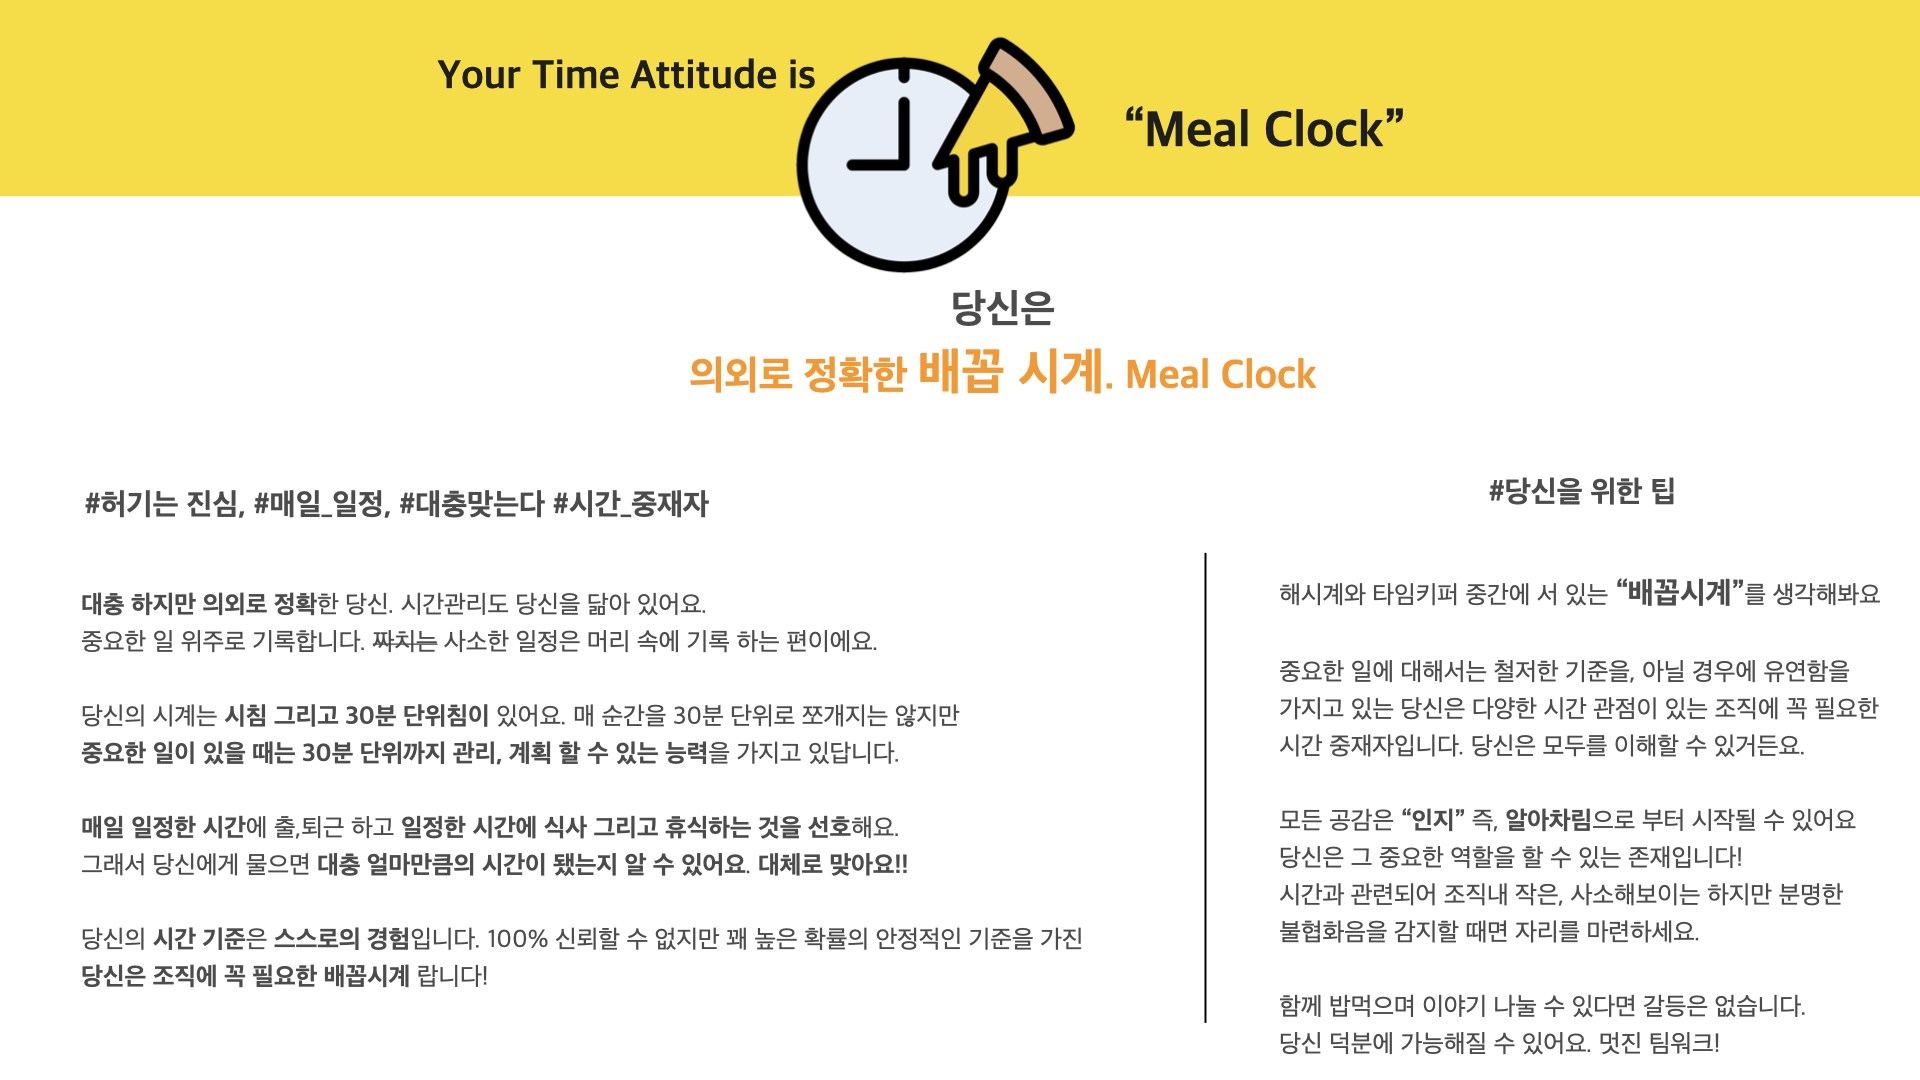 Your Time Attitude is
“Meal Clock”
당신은
의외로 정확한 배꼽 시계. Meal Clock
#허기는 진심, #매일_일정, #대충맞는다 #시간_중재자
대충 하지만 의외로 정확한 당신. 시간관리도 당신을 닮아 있어요.
중요한 일 위주로 기록합니다. 짜치는 사소한 일정은 머리 속에 기록 하는 편이에요.
당신의 시계는 시침 그리고 30분 단위침이 있어요. 매 순간을 30분 단위로 쪼개지는 않지만
중요한 일이 있을 때는 30분 단위까지 관리, 계획 할 수 있는 능력을 가지고 있답니다.
매일 일정한 시간에 출,퇴근 하고 일정한 시간에 식사 그리고 휴식하는 것을 선호해요.
그래서 당신에게 물으면 대충 얼마만큼의 시간이 됐는지 알 수 있어요. 대체로 맞아요!!
당신의 시간 기준은 스스로의 경험입니다. 100% 신뢰할 수 없지만 꽤 높은 확률의 안정적인 기준을 가진
당신은 조직에 꼭 필요한 배꼽시계 랍니다!
#당신을 위한 팁
해시계와 타임키퍼 중간에 서 있는 “배꼽시계”를 생각해봐요
중요한 일에 대해서는 철저한 기준을, 아닐 경우에 유연함을
가지고 있는 당신은 다양한 시간 관점이 있는 조직에 꼭 필요한
시간 중재자입니다. 당신은 모두를 이해할 수 있거든요.
모든 공감은 “인지” 즉, 알아차림으로 부터 시작될 수 있어요
당신은 그 중요한 역할을 할 수 있는 존재입니다!
시간과 관련되어 조직내 작은, 사소해보이는 하지만 분명한
불협화음을 감지할 때면 자리를 마련하세요.
함께 밥먹으며 이야기 나눌 수 있다면 갈등은 없습니다.
당신 덕분에 가능해질 수 있어요. 멋진 팀워크!